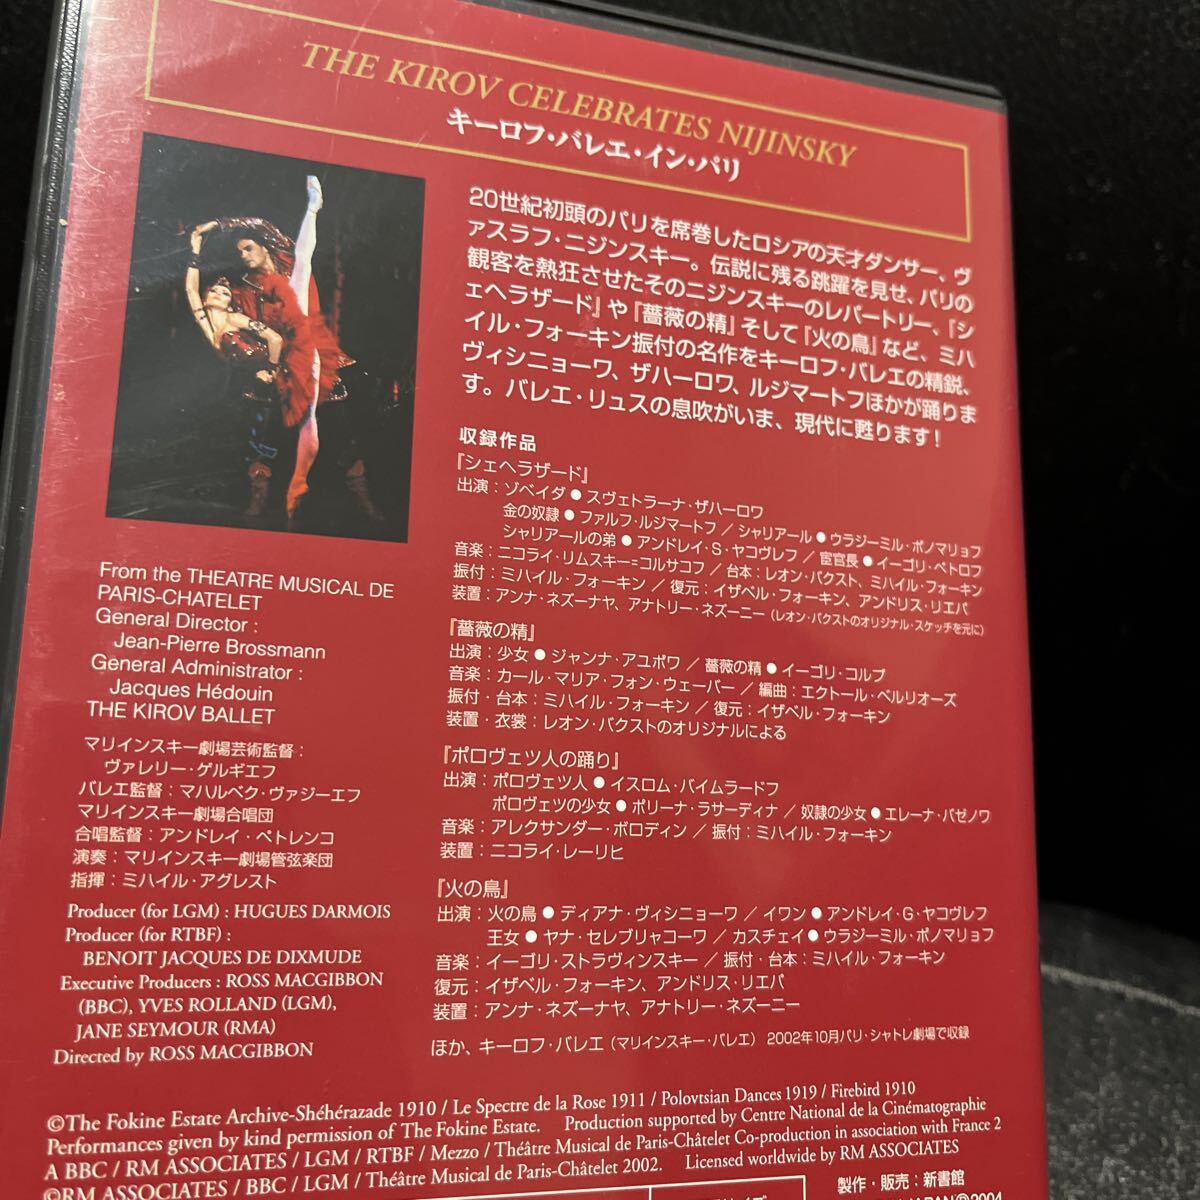 THE KIROV CELEBRATES NIJINSKY
キーロフ・バレエ・イン・パリ
20世紀初頭のパリを席巻したロシアの天才ダンサー、ヴ
ァスラフ・ニジンスキー。伝説に残る跳躍を見せ、パリの
観客を熱狂させたそのニジンスキーのレパートリー、『シ
ェヘラザード』や『薔薇の精』そして『火の鳥』など、ミハ
イル・フォーキン振付の名作をキーロフ・バレエの精鋭、
ヴィシニョーワ、ザハーロワ、ルジマートフほかが踊りま
す。バレエ・リュスの息吹がいま、現代に甦ります!
収録作品
『シェヘラザード』
出演：ゾベイダ●スヴェトラーナ・ザハーロワ
金の奴隷●ファルフ・ルジマートフ／シャリアール●ウラジーミル・ポノマリョフ
シャリアールの弟●アンドレイ・S・ヤコヴレフ／宦官長●イーゴリ・ペトロフ
音楽：ニコライ・リムスキー=コルサコフ／台本：レオン・バクスト、ミハイル・フォーキン
振付：ミハイル・フォーキン／復元：イザベル・フォーキン、アンドリス・リエパ
装置：アンナ・ネズーナヤ、アナトリー・ネズーニー（レオン・バクストのオリジナル・スケッチを元に）
『薔薇の精』
出演：少女●ジャンナ・アユポワ／薔薇の精●イーゴリ・コルプ
音楽：カール・マリア・フォン・ウェーバー／編曲：エクトール・ベルリオーズ
振付・台本：ミハイル・フォーキン／復元：イザベル・フォーキン
装置・衣裳：レオン・バクストのオリジナルによる
『ポロヴェツ人の踊り』
出演：ポロヴェツ人●イスロム・バイムラードフ
ポロヴェツの少女●ポリーナ・ラサーディナ／奴隷の少女●エレーナ・バゼノワ
音楽：アレクサンダー・ボロディン／振付：ミハイル・フォーキン
装置：ニコライ・レーリヒ
『火の鳥』
出演：火の鳥●ディアナ・ヴィシニョーワ／イワン●アンドレイ・G・ヤコヴレフ
王女●ヤナ・セレブリャコーワ／カスチェイ●ウラジーミル・ポノマリョフ
音楽：イーゴリ・ストラヴィンスキー／振付・台本：ミハイル・フォーキン
復元：イザベル・フォーキン、アンドリス・リエパ
装置：アンナ・ネズーナヤ、アナトリー・ネズーニー
ほか、キーロフ・バレエ（マリインスキー・バレエ） 2002年10月パリ・シャトレ劇場で収録
From the THEATRE MUSICAL DE
PARIS-CHATELET
General Director :
Jean-Pierre Brossmann
General Administrator :
Jacques Hédouin
THE KIROV BALLET
マリインスキー劇場芸術監督：
ヴァレリー・ゲルギエフ
バレエ監督：マハルベク・ヴァジーエフ
マリインスキー劇場合唱団
合唱監督：アンドレイ・ペトレンコ
演奏：マリインスキー劇場管弦楽団
指揮：ミハイル・アグレスト
Producer (for LGM) : HUGUES DARMOIS
Producer (for RTBF) :
BENOIT JACQUES DE DIXMUDE
Executive Producers : ROSS MACGIBBON
(BBC), YVES ROLLAND (LGM),
JANE SEYMOUR (RMA)
Directed by ROSS MACGIBBON
©The Fokine Estate Archive-Shéhérazade 1910 / Le Spectre de la Rose 1911 / Polovtsian Dances 1919 / Firebird 1910
Performances given by kind permission of The Fokine Estate. Production supported by Centre National de la Cinématographie
A BBC / RM ASSOCIATES / LGM / RTBF / Mezzo / Théâtre Musical de Paris-Châtelet Co-production in association with France 2
©RM ASSOCIATES / BBC / LGM / Théâtre Musical de Paris-Châtelet 2002. Licensed worldwide by RM ASSOCIATES
製作・販売：新書館